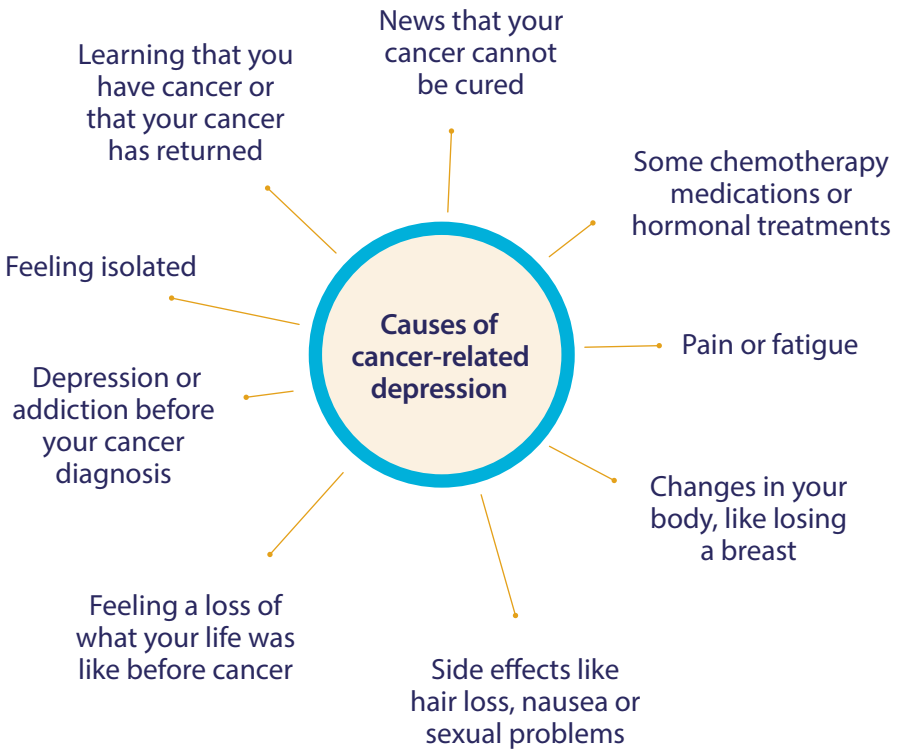 News that your
cancer cannot
be cured
Learning that you
have cancer or
that your cancer
has returned
Some chemotherapy
medications or
hormonal treatments
Feeling isolated
Causes of
cancer-related
depression
Pain or fatigue
Depression or
addiction before
your cancer
diagnosis
Changes in your
body, like losing
a breast
Feeling a loss of
what your life was
like before cancer
Side effects like
hair loss, nausea or
sexual problems